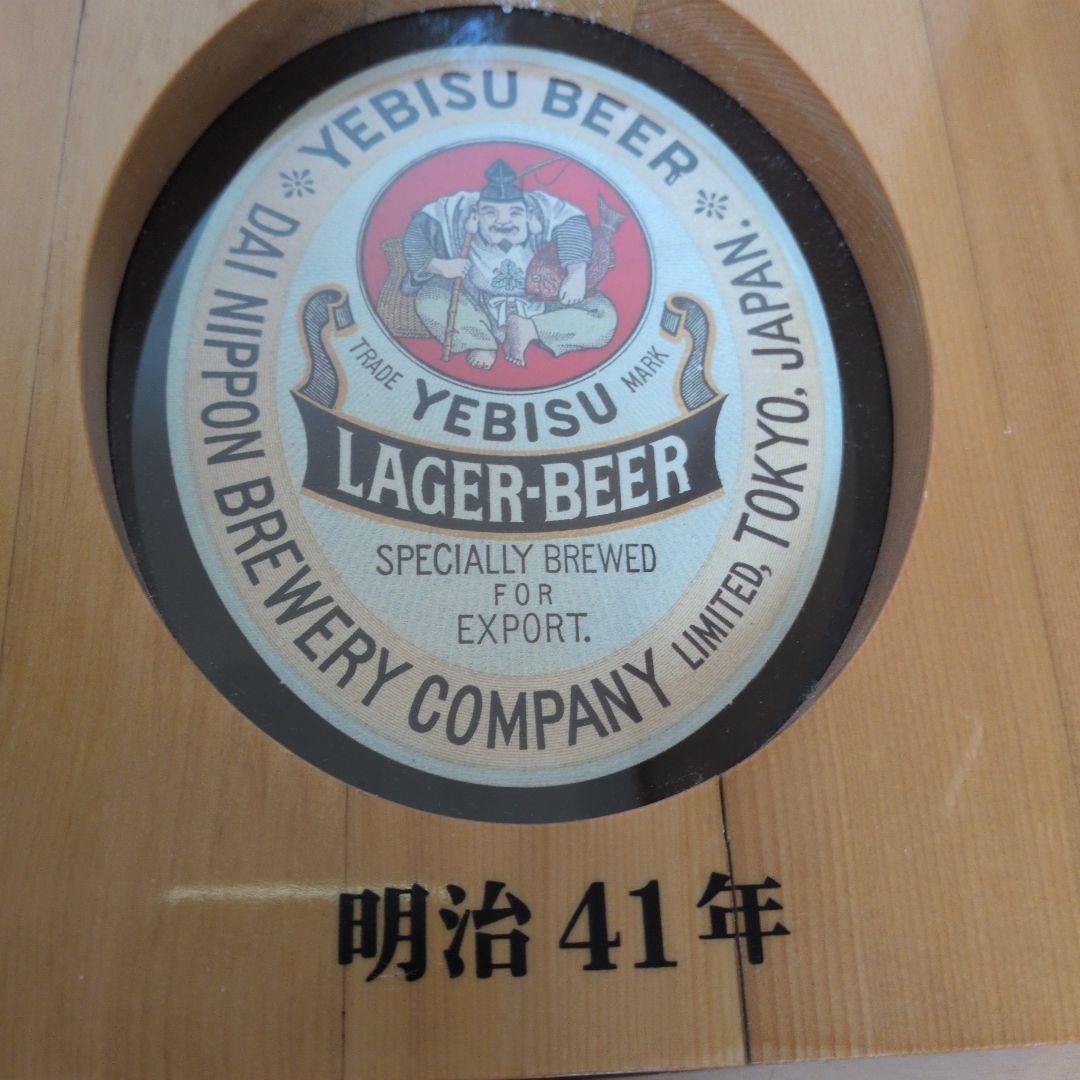 YEBISU BEER
DAI NIPPON BREWERY COMPANY LIMITED, TOKYO, JAPAN.
TRADE MARK
YEBISU
LAGER-BEER
SPECIALLY BREWED
FOR
EXPORT.
明治41年